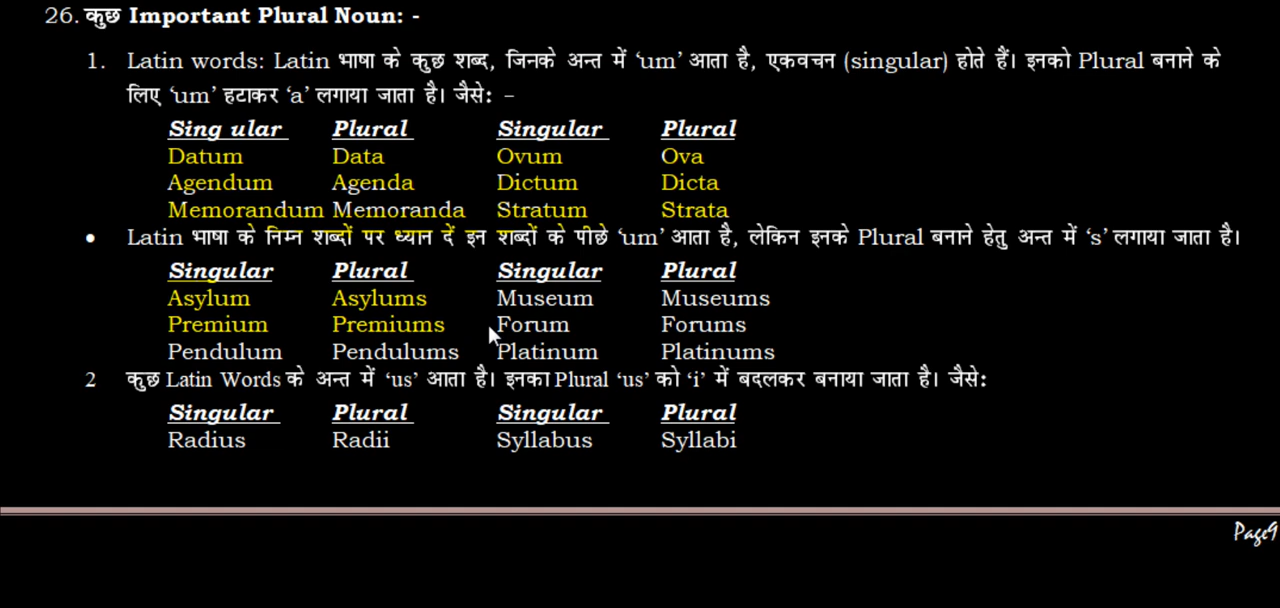 26. कुछ Important Plural Noun: -
1. Latin words: Latin भाषा के कुछ शब्द, जिनके अन्त में ‘um’ आता है, एकवचन (singular) होते हैं। इनको Plural बनाने के
लिए ‘um’ हटाकर ‘a’ लगाया जाता है। जैसे: –
Sing ular Plural Singular Plural
Datum Data Ovum Ova
Agendum Agenda Dictum Dicta
Memorandum Memoranda Stratum Strata
• Latin भाषा के निम्न शब्दों पर ध्यान दें इन शब्दों के पीछे ‘um’ आता है, लेकिन इनके Plural बनाने हेतु अन्त में ‘s’ लगाया जाता है।
Singular Plural Singular Plural
Asylum Asylums Museum Museums
Premium Premiums Forum Forums
Pendulum Pendulums Platinum Platinums
2 कुछ Latin Words के अन्त में ‘us’ आता है। इनका Plural ‘us’ को ‘i’ में बदलकर बनाया जाता है। जैसे:
Singular Plural Singular Plural
Radius Radii Syllabus Syllabi
Page9